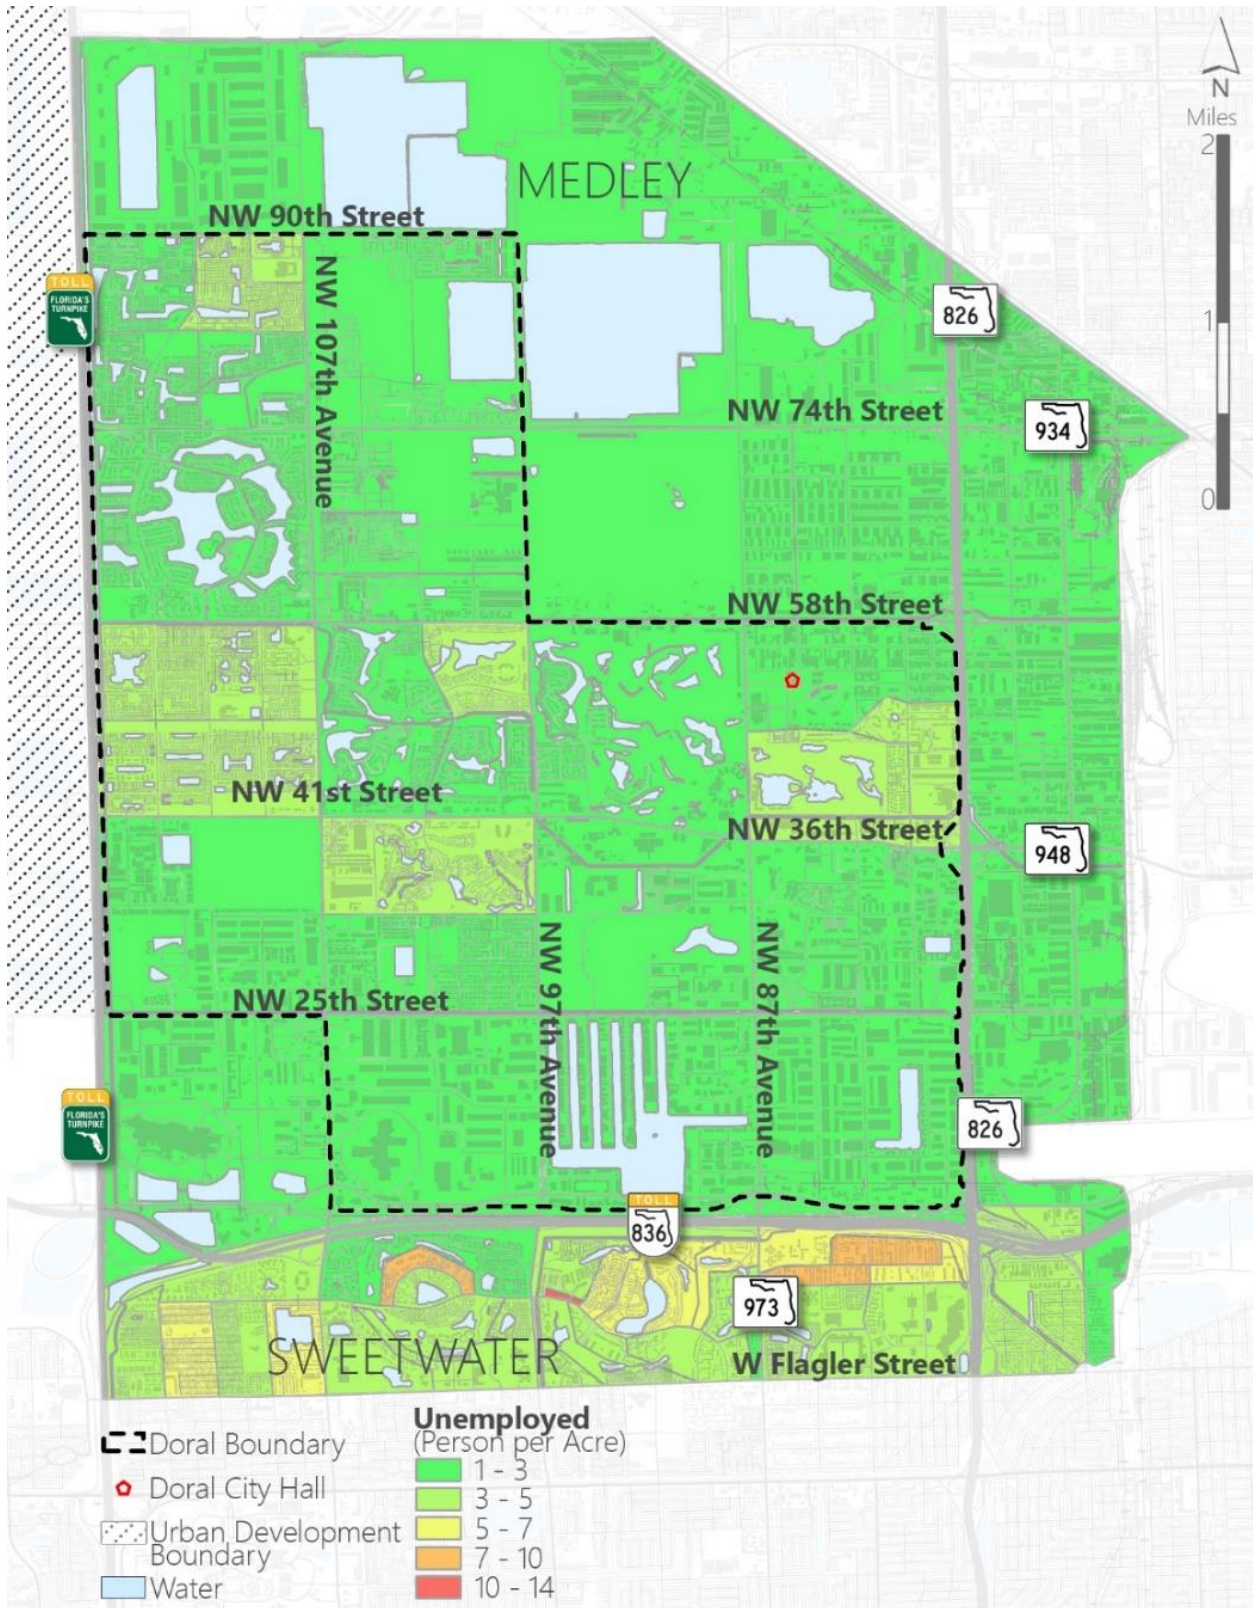 N
Miles
2
MEDLEY
NW 90th Street
TOLL
FLORIDA'S
TURNPIKE
NW 107th Avenue
826
1
NW 74th Street
934
0
NW 58th Street
NW 41st Street
NW 36th Street
948
NW 97th Avenue
NW 87th Avenue
NW 25th Street
TOLL
FLORIDA'S
TURNPIKE
826
TOLL
836
973
SWEETWATER
W Flagler Street
Doral Boundary
Doral City Hall
Urban Development
Boundary
Water
Unemployed
(Person per Acre)
1 - 3
3 - 5
5 - 7
7 - 10
10 - 14